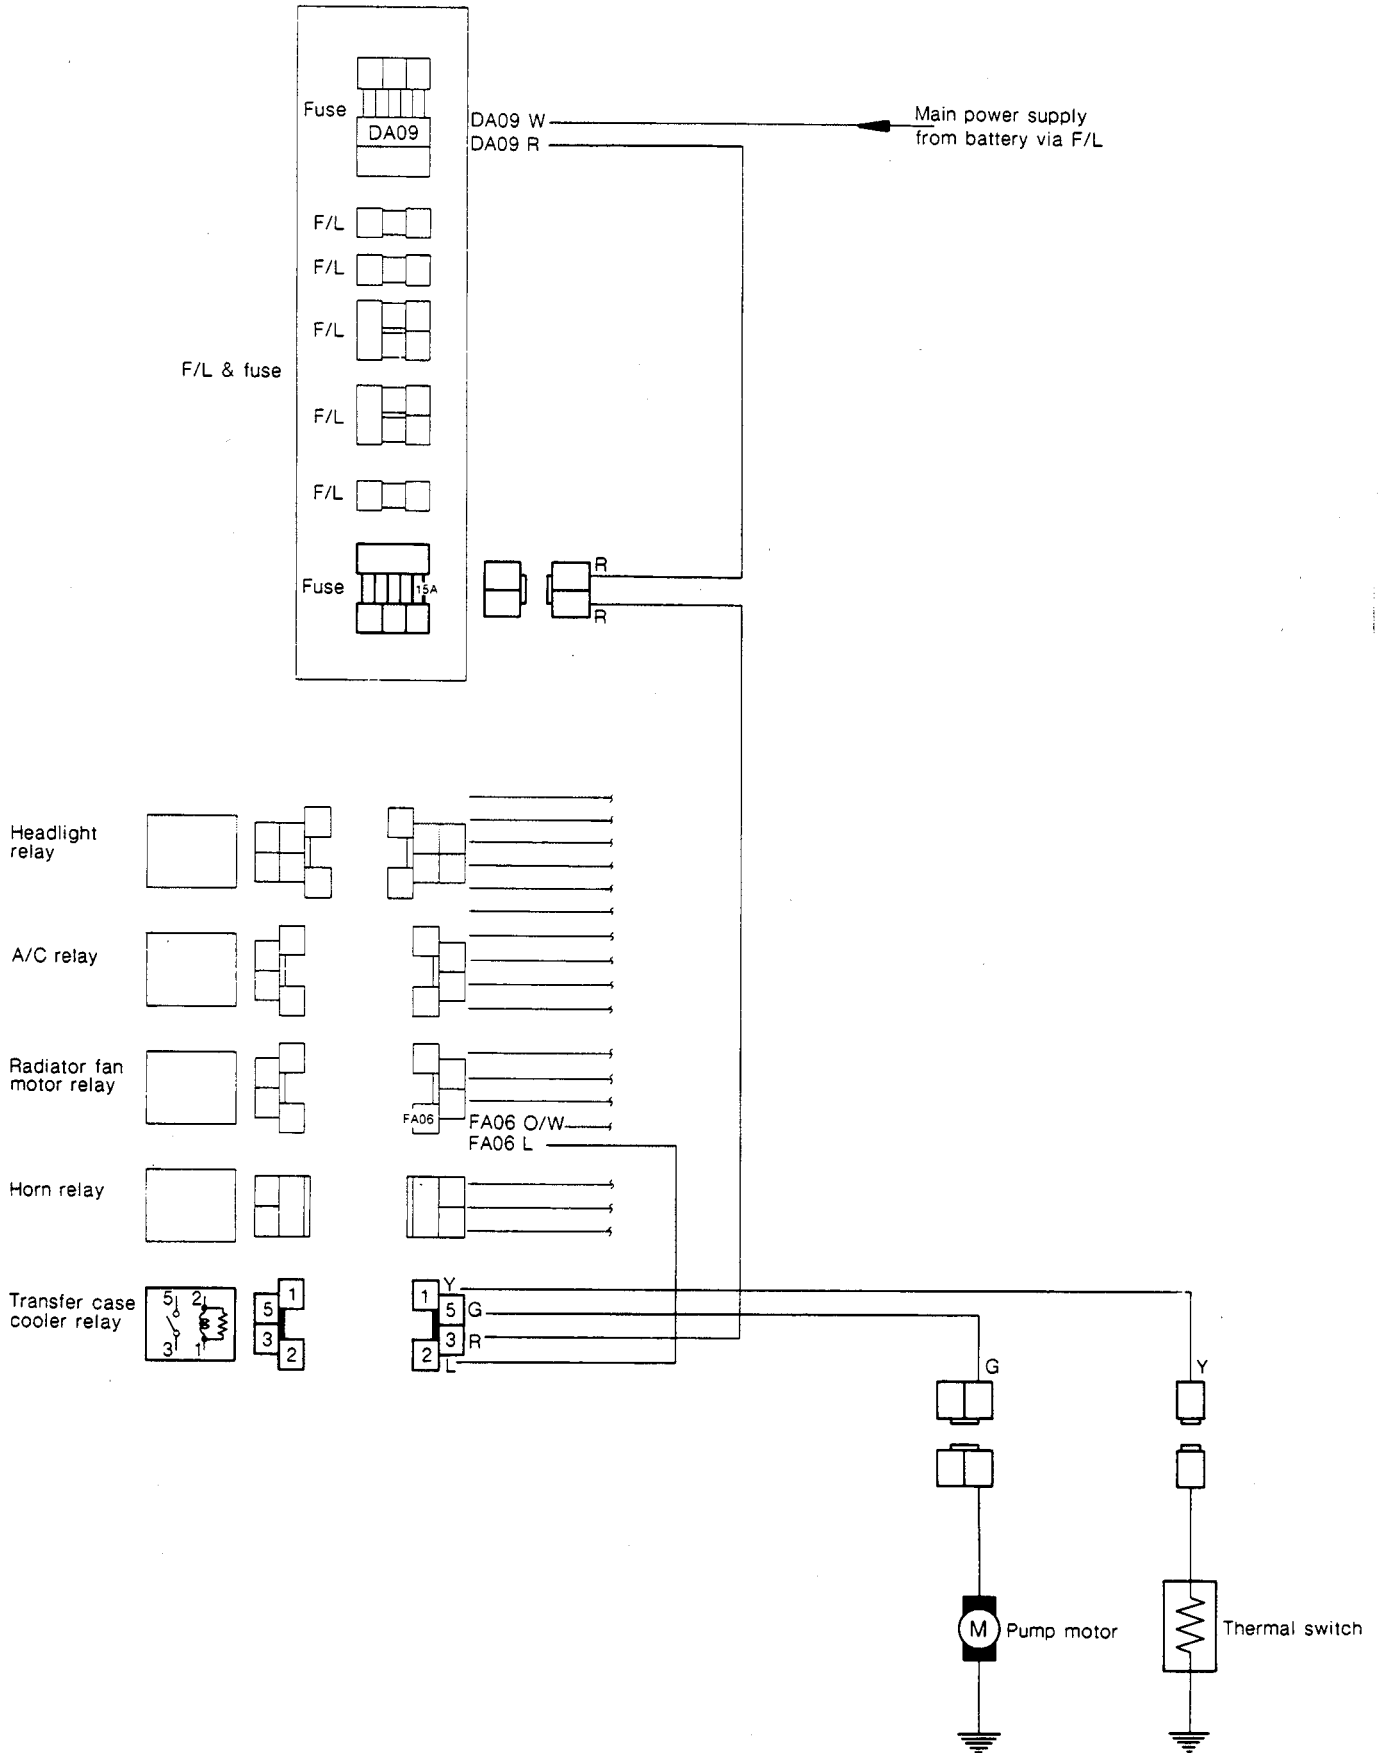 Fuse
DA09
DA09 W
DA09 R
Main power supply
from battery via F/L
F/L
F/L
F/L
F/L & fuse
F/L
F/L
Fuse
15A
R
R
Headlight
relay
A/C relay
Radiator fan
motor relay
FA06
FA06 O/W
FA06 L
Horn relay
Transfer case
cooler relay
5 2
3 1
1
5
3
2
1
5
3
2
Y
G
R
L
G
Y
M
Pump motor
Thermal switch